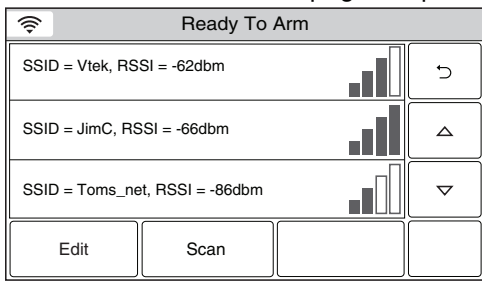 Ready To Arm
SSID = Vtek, RSSI = -62dbm
SSID = JimC, RSSI = -66dbm
SSID = Toms_net, RSSI = -86dbm
Edit Scan